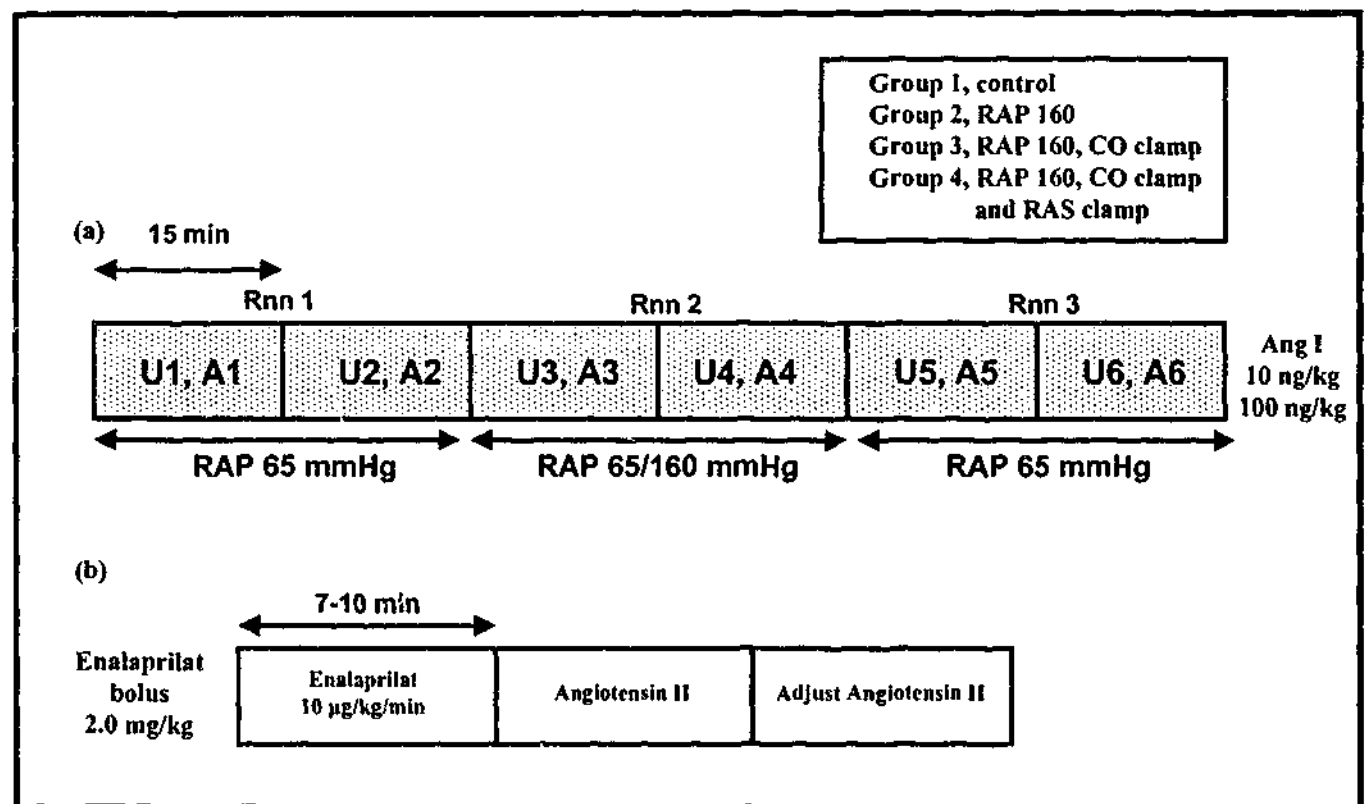 Group 1, control
Group 2, RAP 160
Group 3, RAP 160, CO clamp
Group 4, RAP 160, CO clamp
and RAS clamp
(a) 15 min
Rnn 1 Rnn 2 Rnn 3
U1, A1 U2, A2 U3, A3 U4, A4 U5, A5 U6, A6
Ang I
10 ng/kg
100 ng/kg
RAP 65 mmHg RAP 65/160 mmHg RAP 65 mmHg
(b)
7-10 min
Enalaprilat
bolus
2.0 mg/kg
Enalaprilat
10 µg/kg/min
Angiotensin II
Adjust Angiotensin II